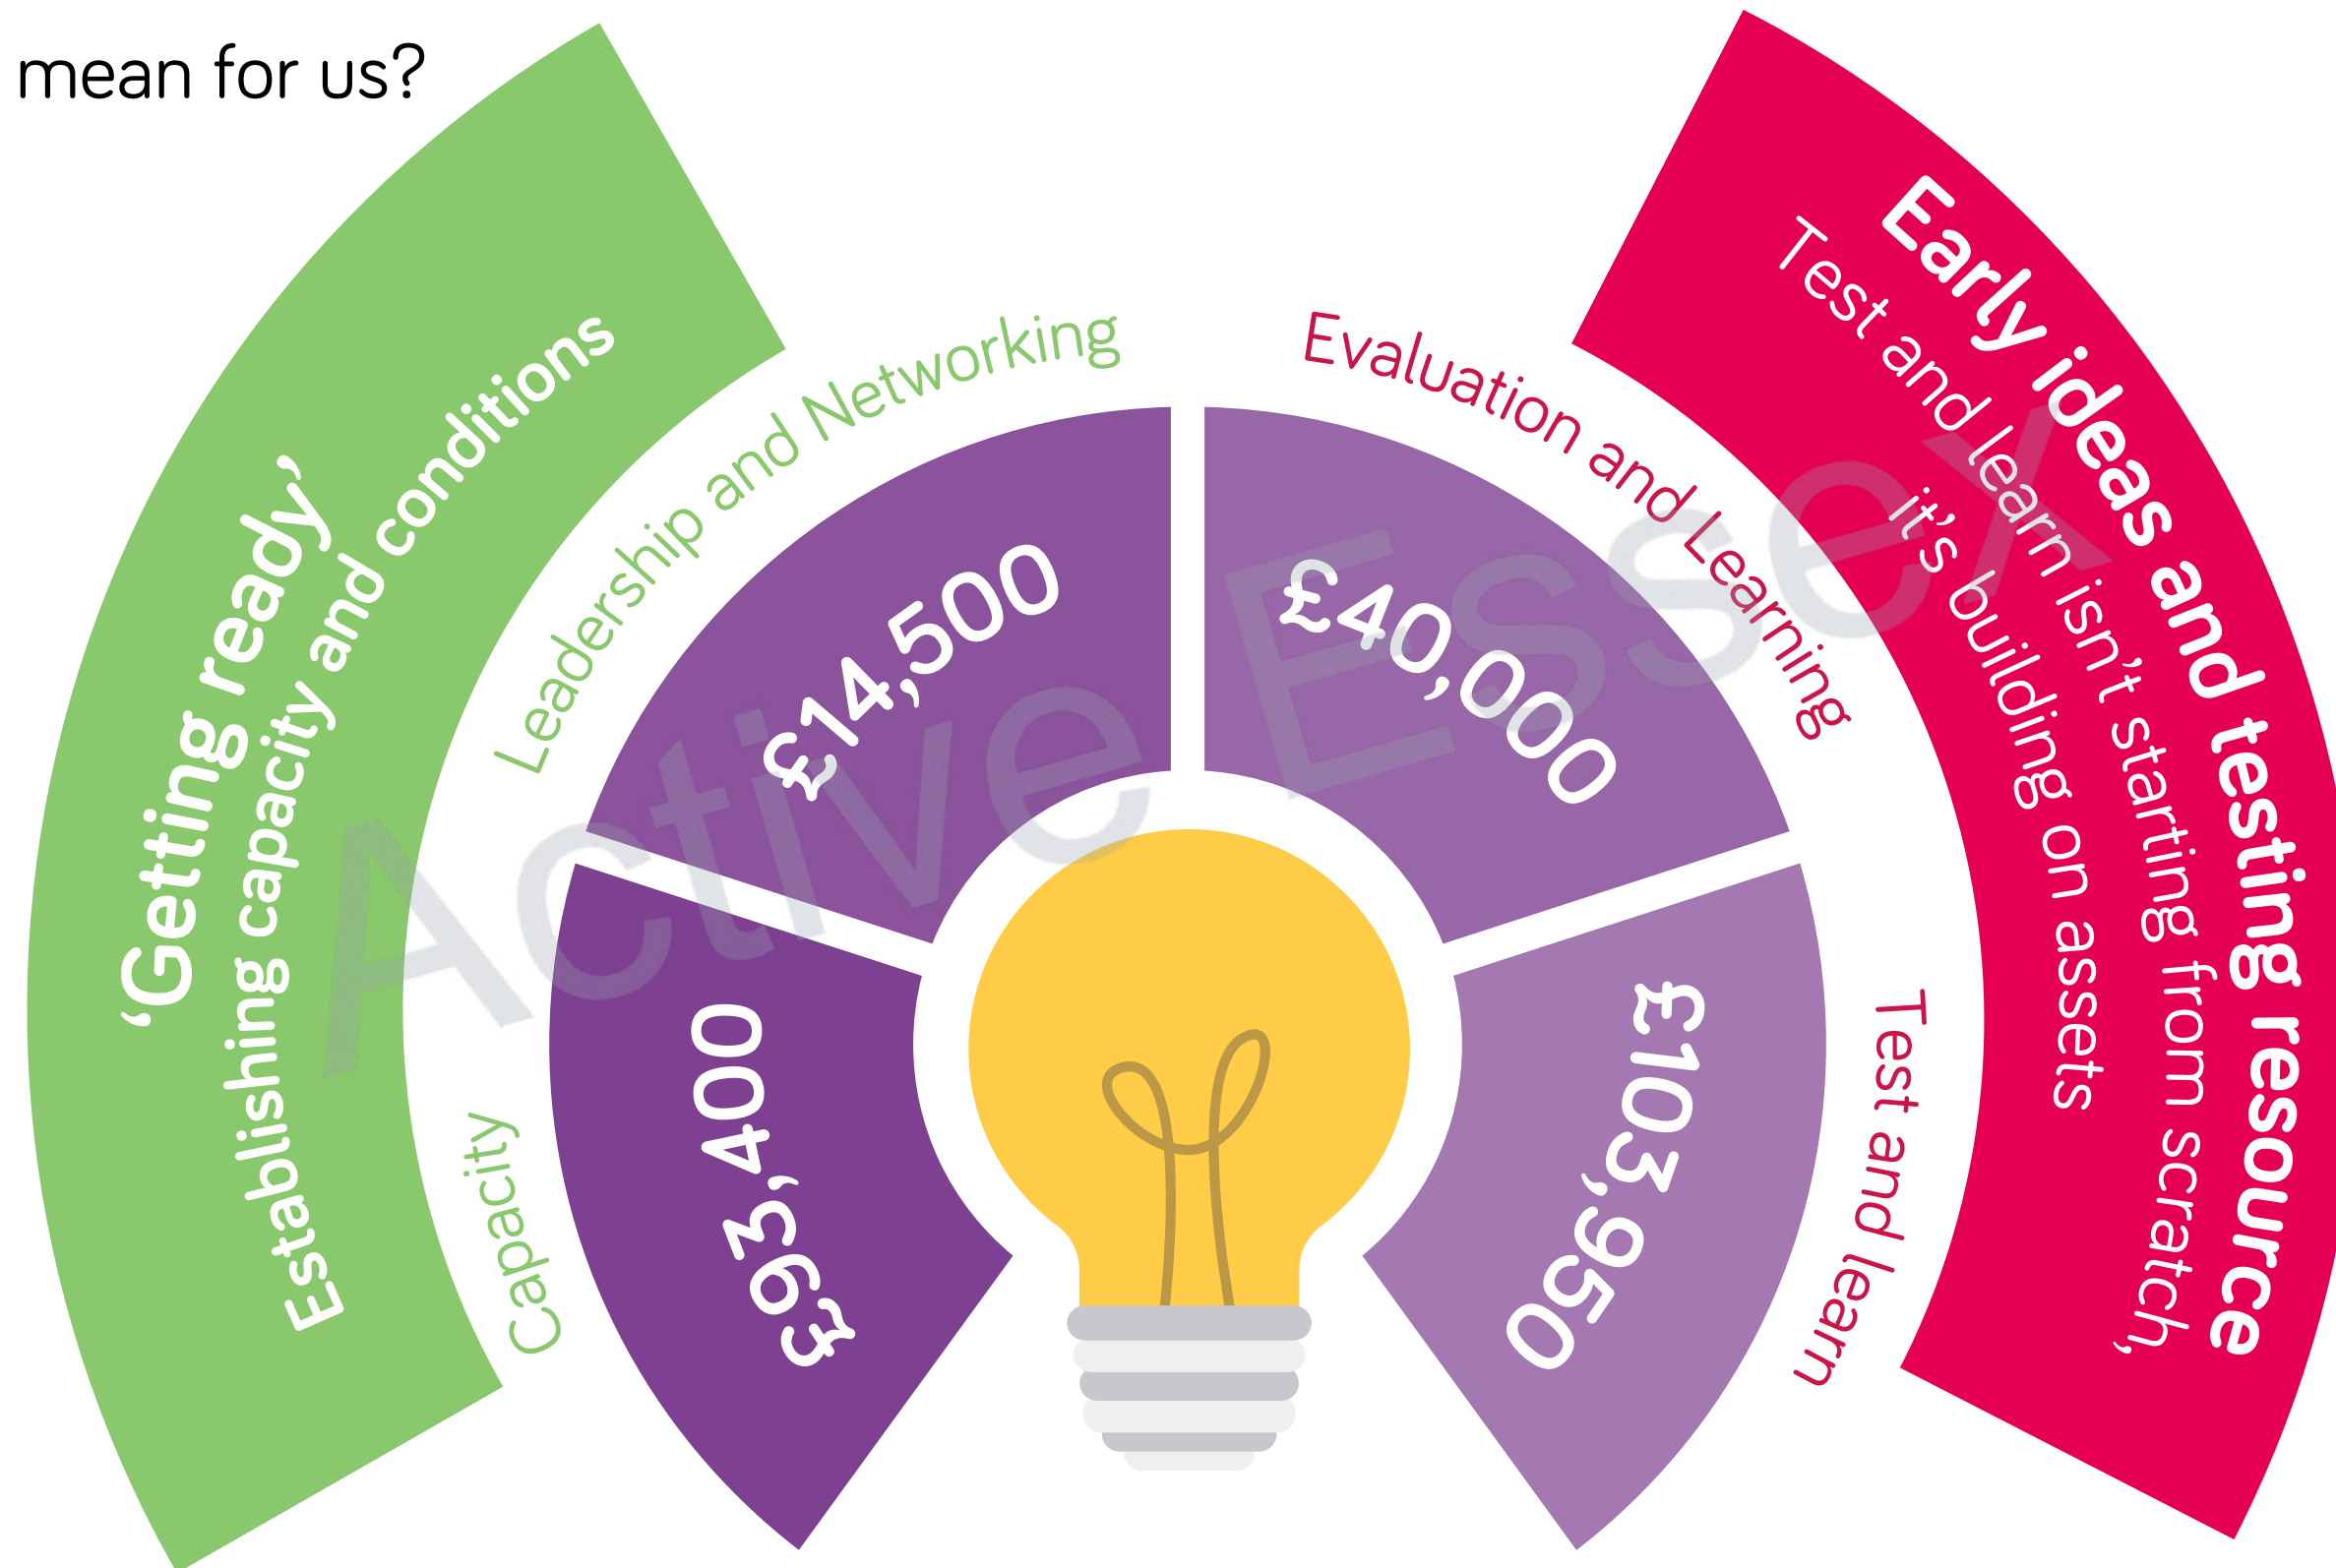 mean for us?
‘Getting ready’
Establishing capacity and conditions
Leadership and Networking
Capacity
£14,500
£93,400
£40,000
£103,950
Evaluation and Learning
Test and learn
Early ideas and testing resource
Test and learn isn’t starting from scratch,
it’s building on assets
Active Essex